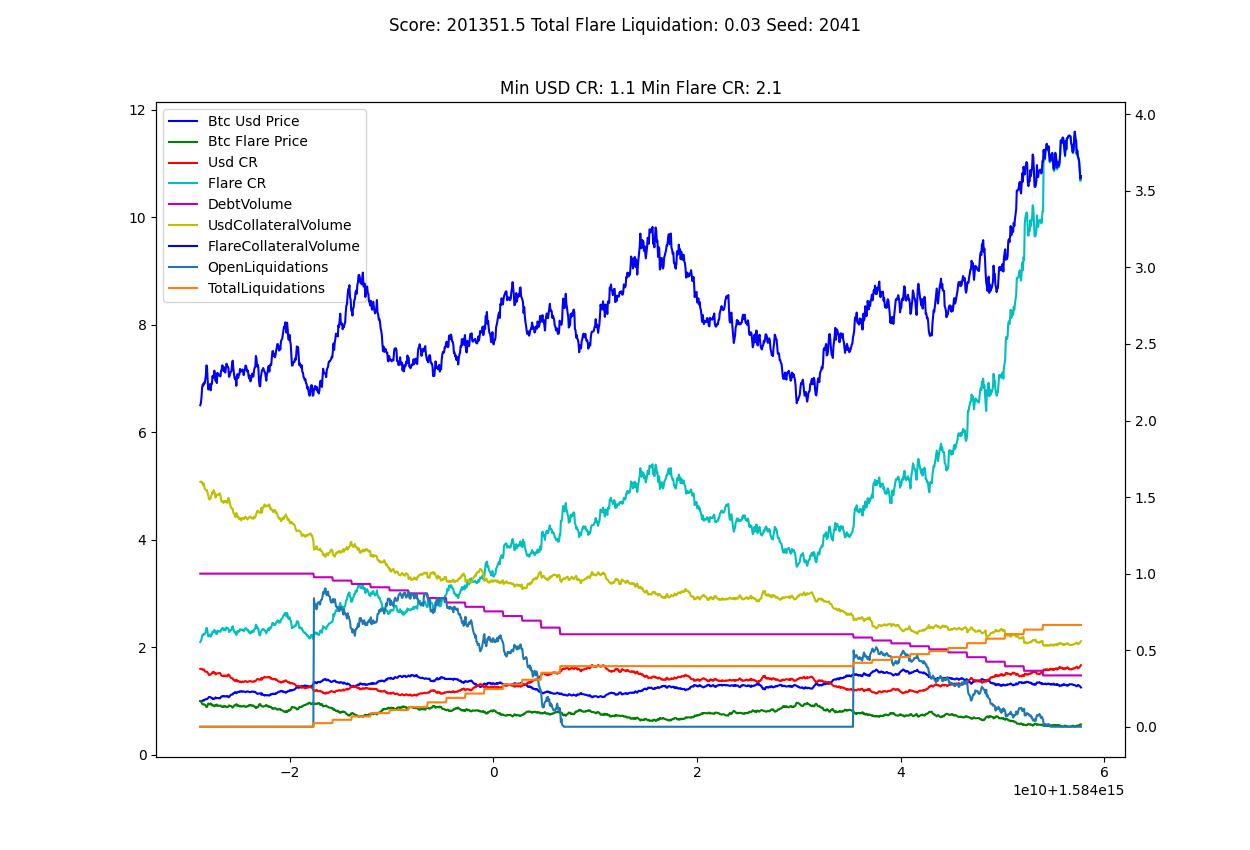 Score: 201351.5 Total Flare Liquidation: 0.03 Seed: 2041
Min USD CR: 1.1 Min Flare CR: 2.1
Btc Usd Price
Btc Flare Price
Usd CR
Flare CR
DebtVolume
UsdCollateralVolume
FlareCollateralVolume
OpenLiquidations
TotalLiquidations
12
10
8
6
4
2
0
4.0
3.5
3.0
2.5
2.0
1.5
1.0
0.5
0.0
−2 0 2 4 6
1e10+1.584e15